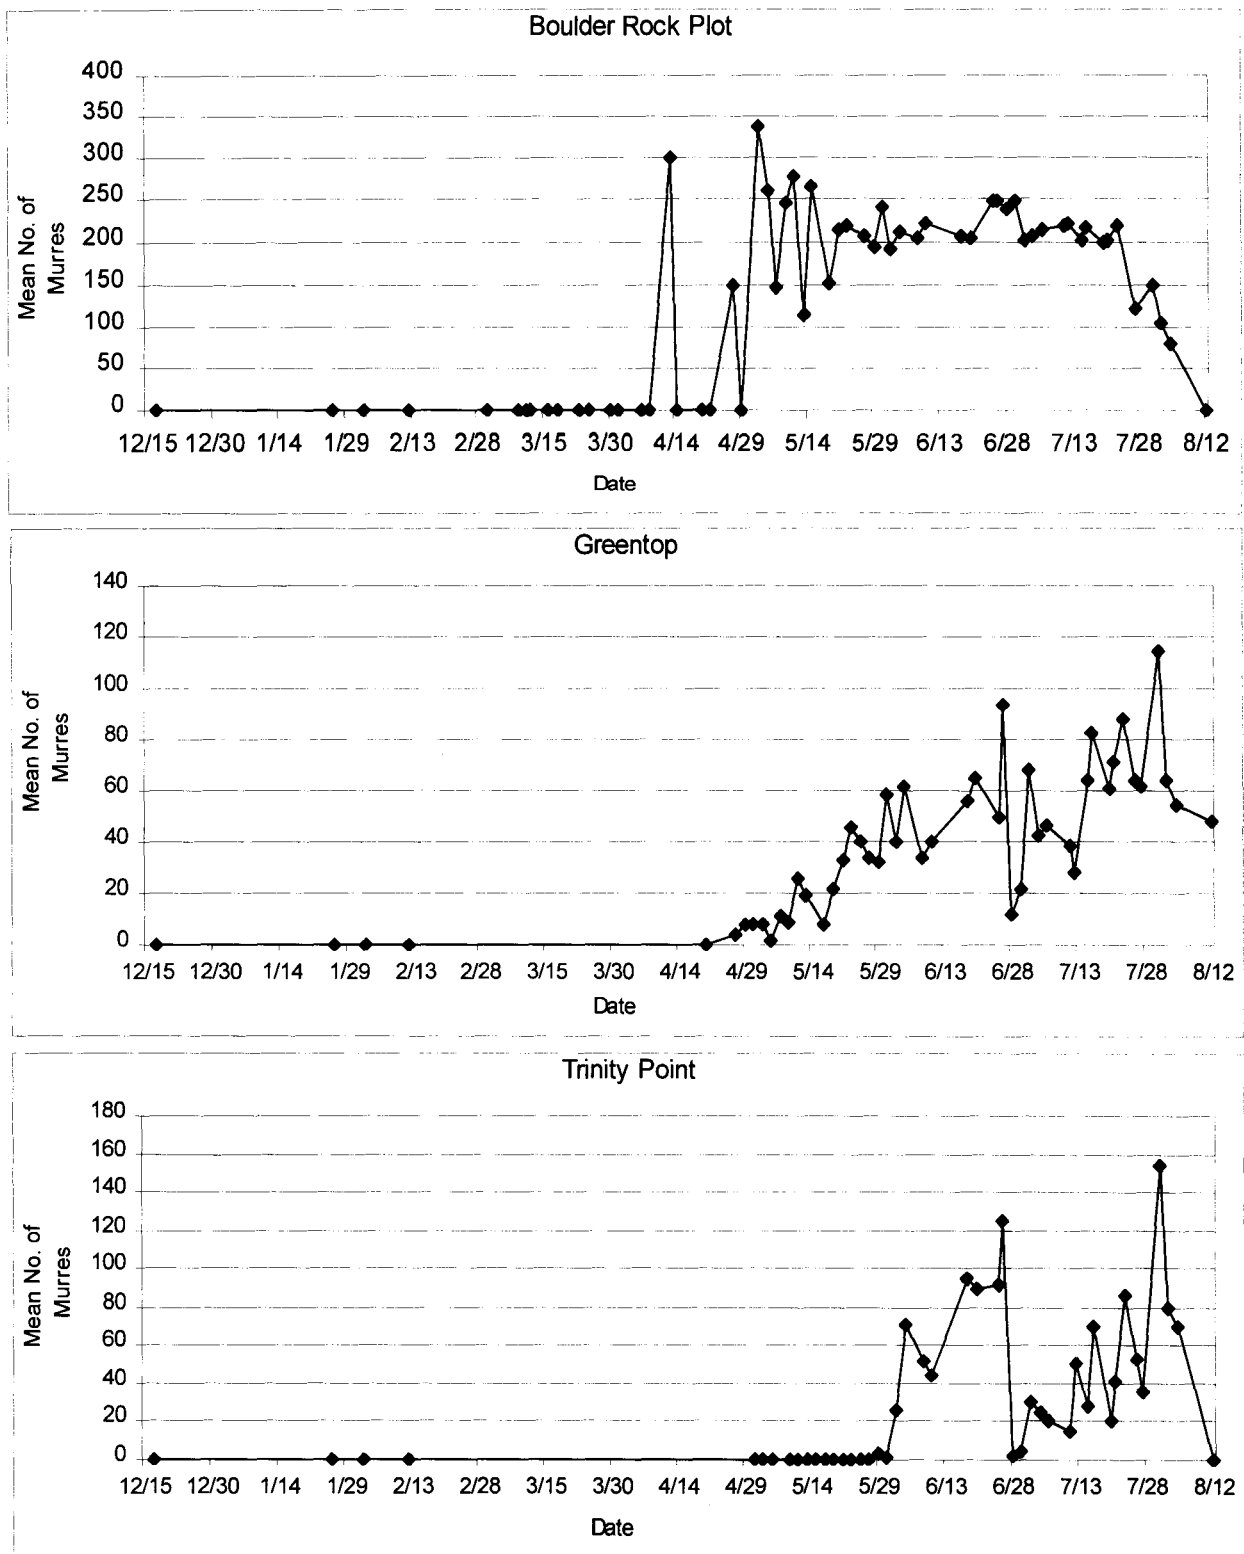 Boulder Rock Plot
400
350
300
250
200
150
100
50
0
Mean No. of
Murres
12/15 12/30 1/14 1/29 2/13 2/28 3/15 3/30 4/14 4/29 5/14 5/29 6/13 6/28 7/13 7/28 8/12
Date
Greentop
140
120
100
80
60
40
20
0
Mean No. of
Murres
12/15 12/30 1/14 1/29 2/13 2/28 3/15 3/30 4/14 4/29 5/14 5/29 6/13 6/28 7/13 7/28 8/12
Date
Trinity Point
180
160
140
120
100
80
60
40
20
0
Mean No. of
Murres
12/15 12/30 1/14 1/29 2/13 2/28 3/15 3/30 4/14 4/29 5/14 5/29 6/13 6/28 7/13 7/28 8/12
Date